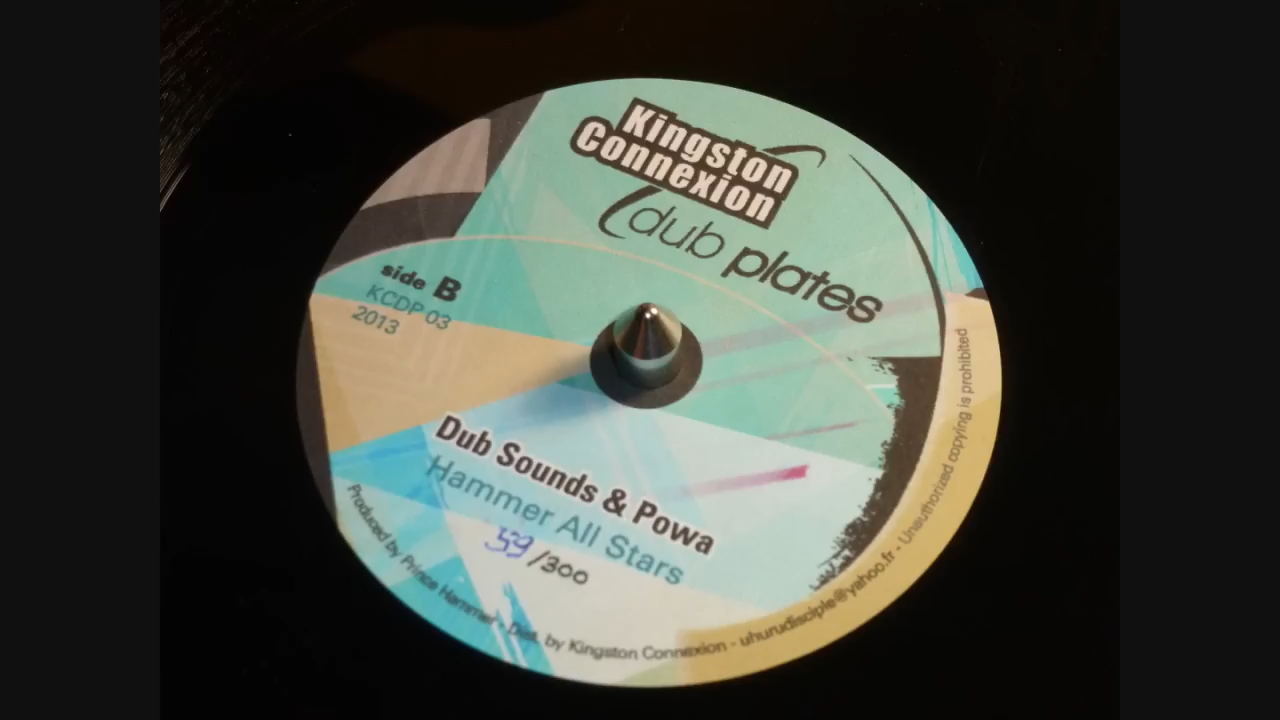 Kingston
Connexion
dub plates
side B
KCDP 03
2013
Dub Sounds & Powa
Hammer All Stars
59/300
Produced by Prince Hammer - Dist. by Kingston Connexion - uhurudisciple@yahoo.fr - Unauthorized copying is prohibited